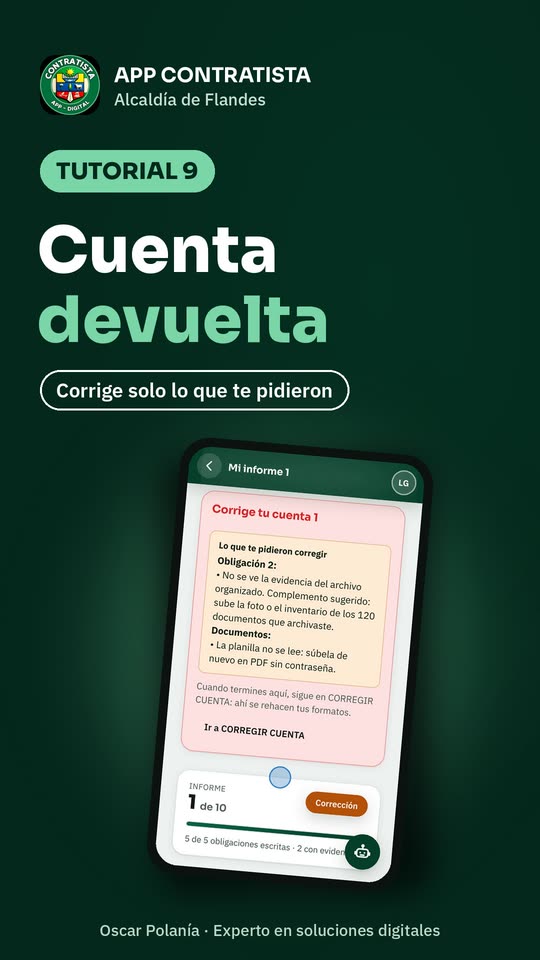 CONTRATISTA
APP - DIGITAL
APP CONTRATISTA
Alcaldía de Flandes
TUTORIAL 9
Cuenta
devuelta
Corrige solo lo que te pidieron
Mi informe 1
LG
Corrige tu cuenta 1
Lo que te pidieron corregir
Obligación 2:
• No se ve la evidencia del archivo
organizado. Complemento sugerido:
sube la foto o el inventario de los 120
documentos que archivaste.
Documentos:
• La planilla no se lee: súbela de
nuevo en PDF sin contraseña.
Cuando termines aquí, sigue en CORREGIR
CUENTA: ahí se rehacen tus formatos.
Ir a CORREGIR CUENTA
INFORME
1 de 10
Corrección
5 de 5 obligaciones escritas · 2 con eviden
Oscar Polanía · Experto en soluciones digitales